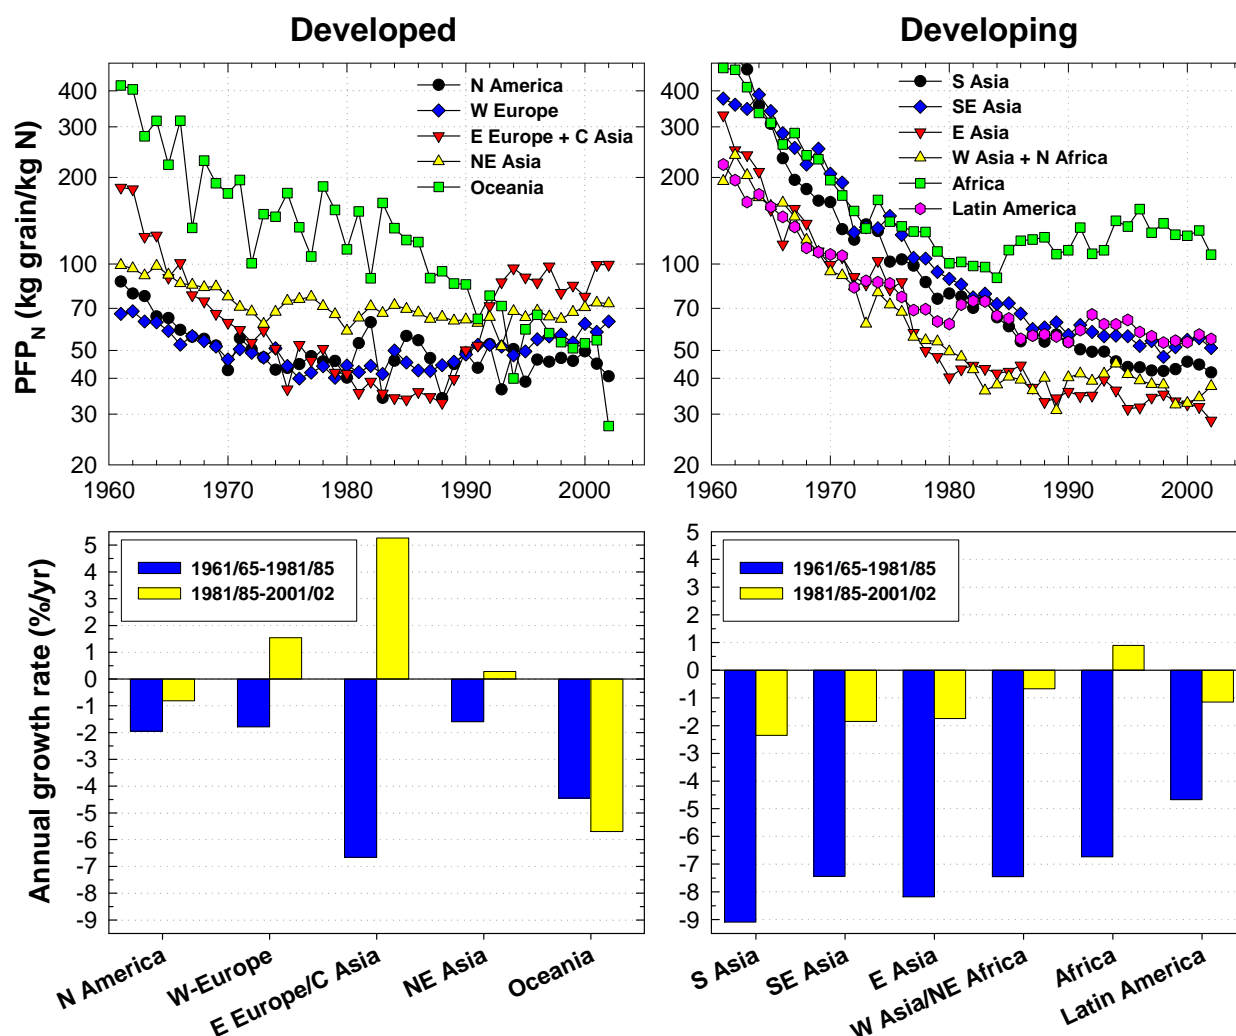 Developed
Developing
PFP_N (kg grain/kg N)
400
300
200
100
70
50
40
30
20
1960
1970
1980
1990
2000
N America
W Europe
E Europe + C Asia
NE Asia
Oceania
400
300
200
100
70
50
40
30
20
1960
1970
1980
1990
2000
S Asia
SE Asia
E Asia
W Asia + N Africa
Africa
Latin America
Annual growth rate (%/yr)
5
4
3
2
1
0
-1
-2
-3
-4
-5
-6
-7
-8
-9
1961/65-1981/85
1981/85-2001/02
N America
W-Europe
E Europe/C Asia
NE Asia
Oceania
5
4
3
2
1
0
-1
-2
-3
-4
-5
-6
-7
-8
-9
1961/65-1981/85
1981/85-2001/02
S Asia
SE Asia
E Asia
W Asia/NE Africa
Africa
Latin America